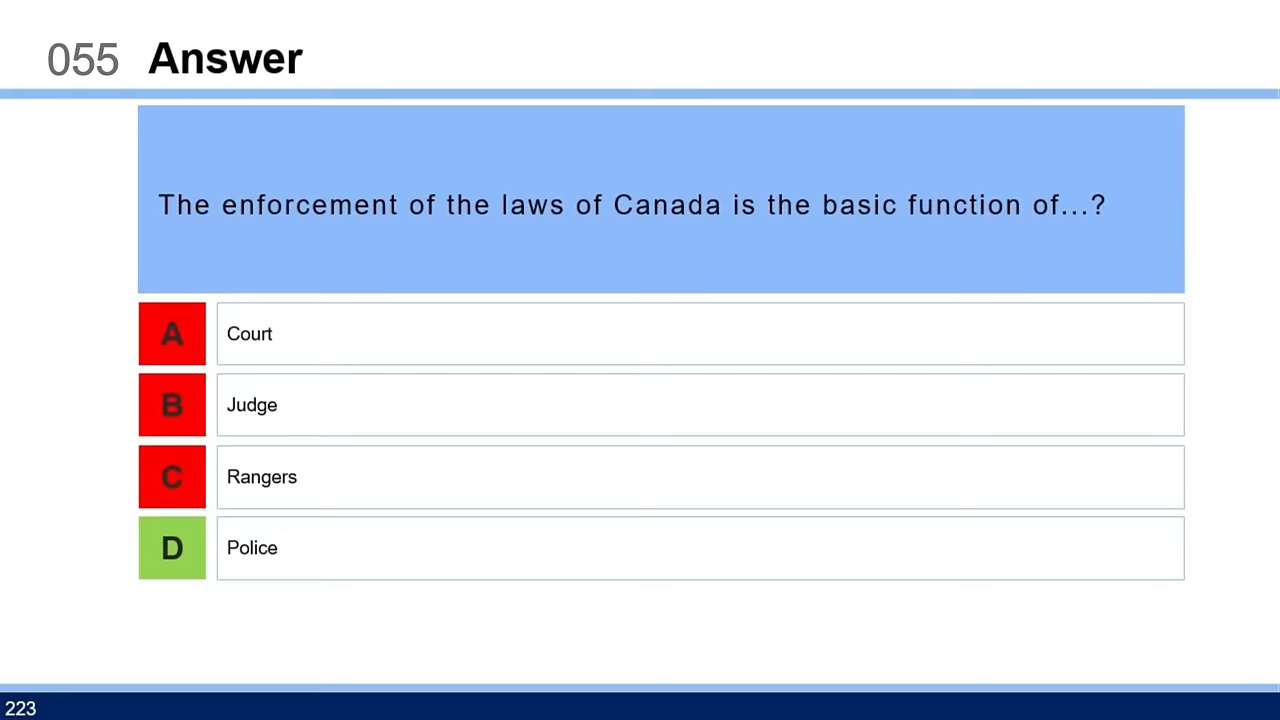 055 Answer
The enforcement of the laws of Canada is the basic function of...?
A Court
B Judge
C Rangers
D Police
223